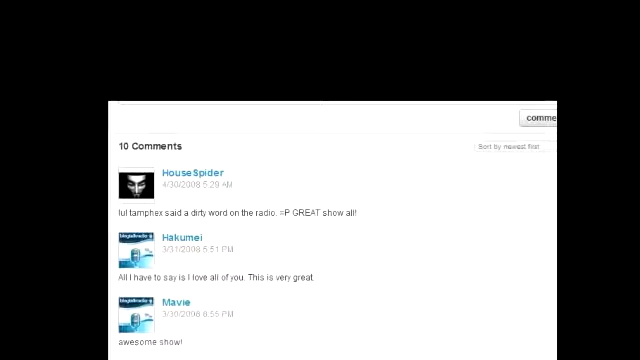 comme
10 Comments
Sort by newest first
HouseSpider
4/30/2008 5:29 AM
lul tamphex said a dirty word on the radio. =P GREAT show all!
blogtalkradio
Hakumei
3/31/2008 5:51 PM
All I have to say is I love all of you. This is very great.
blogtalkradio
Mavie
3/30/2008 8:55 PM
awesome show!